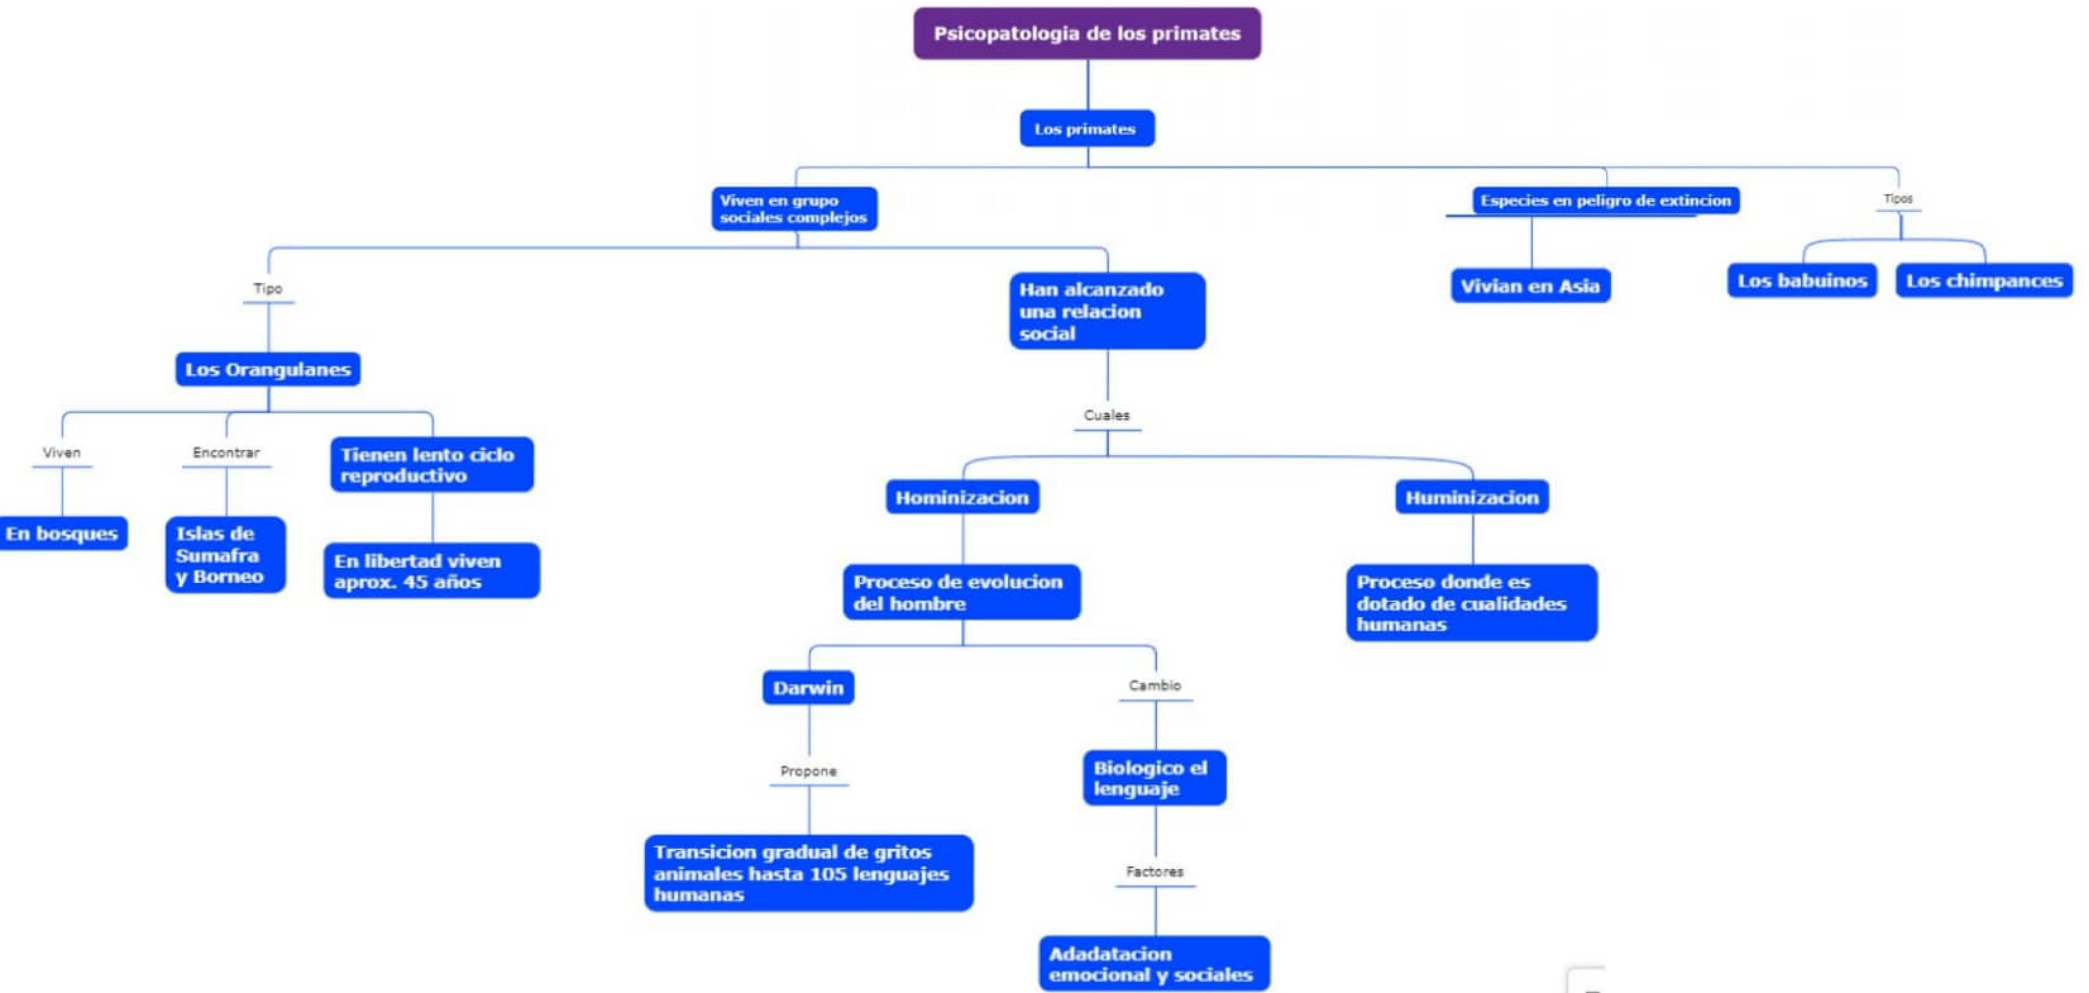 Psicopatologia de los primates
Los primates
Viven en grupo
sociales complejos
Especies en peligro de extincion
Tipos
Tipo
Han alcanzado
una relacion
social
Vivian en Asia
Los babuinos
Los chimpances
Los Orangulanes
Cuales
Viven
Encontrar
Tienen lento ciclo
reproductivo
Hominizacion
Huminizacion
En bosques
Islas de
Sumafra
y Borneo
En libertad viven
aprox. 45 años
Proceso de evolucion
del hombre
Proceso donde es
dotado de cualidades
humanas
Darwin
Cambio
Propone
Biologico el
lenguaje
Transicion gradual de gritos
animales hasta 105 lenguajes
humanas
Factores
Adadatacion
emocional y sociales